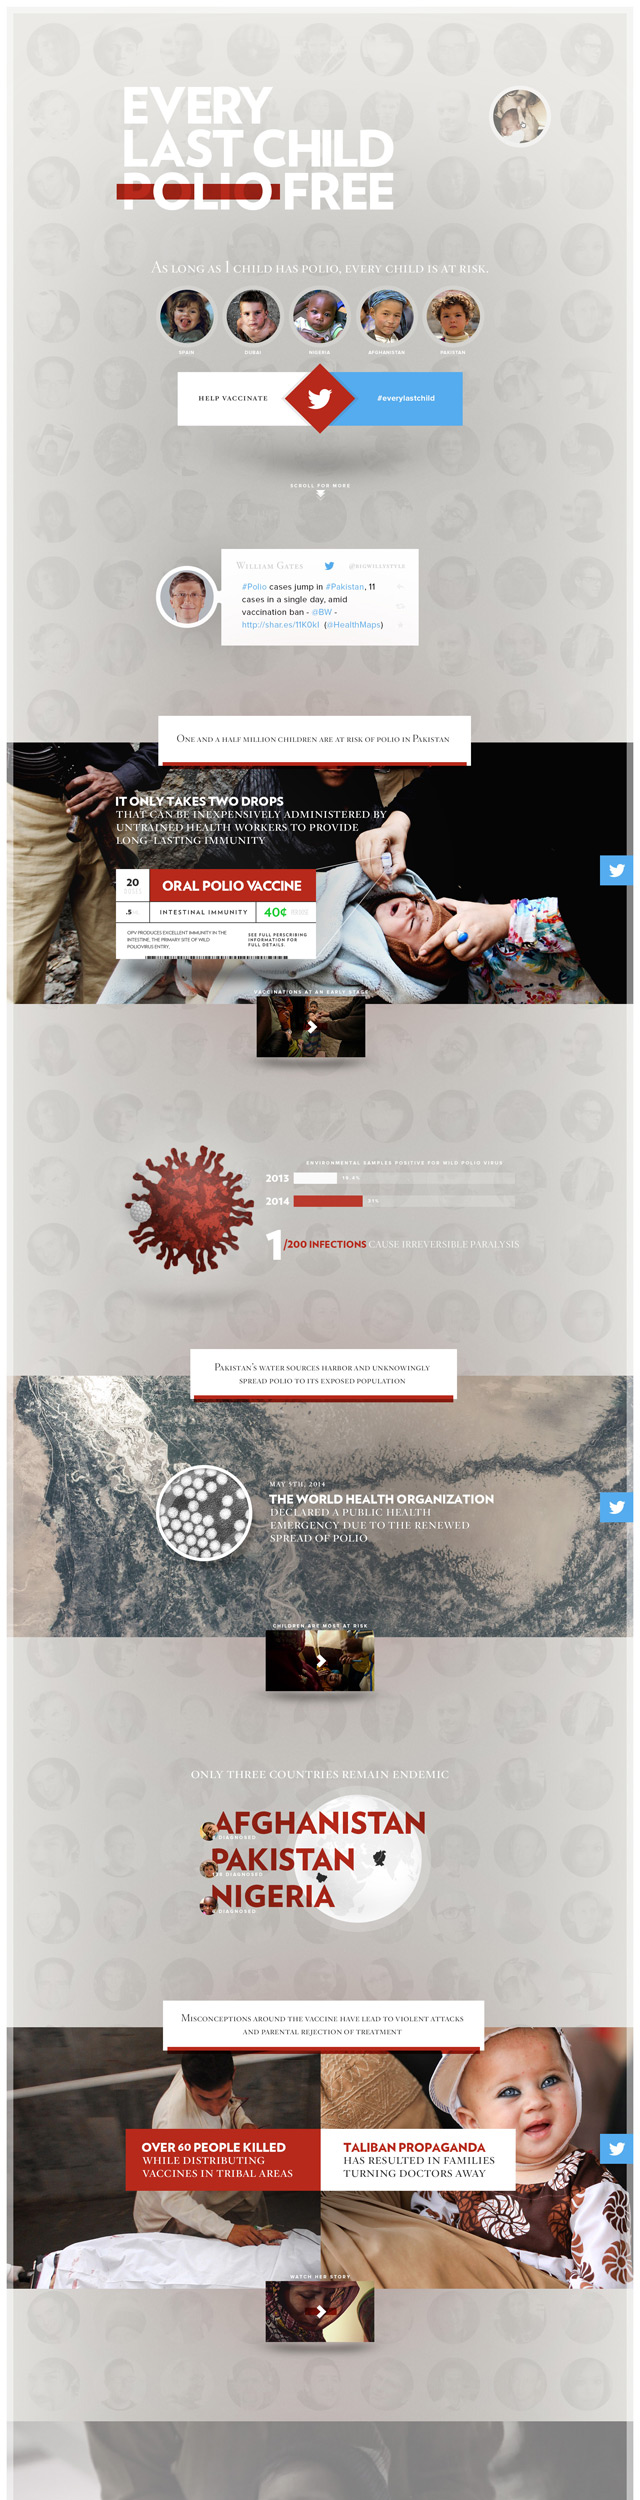 EVERY
LAST CHILD
POLIO FREE
AS LONG AS 1 CHILD HAS POLIO, EVERY CHILD IS AT RISK.
SPAIN
DUBAI
NIGERIA
AFGHANISTAN
PAKISTAN
HELP VACCINATE
#everylastchild
SCROLL FOR MORE
WILLIAM GATES
@BIGWILLYSTYLE
#Polio cases jump in #Pakistan, 11
cases in a single day, amid
vaccination ban - @BW -
http://shar.es/11K0kI (@HealthMaps)
ONE AND A HALF MILLION CHILDREN ARE AT RISK OF POLIO IN PAKISTAN
IT ONLY TAKES TWO DROPS
THAT CAN BE INEXPENSIVELY ADMINISTERED BY
UNTRAINED HEALTH WORKERS TO PROVIDE
LONG-LASTING IMMUNITY
20
ORAL POLIO VACCINE
.5
INTESTINAL IMMUNITY
40¢
OPV PRODUCES EXCELLENT IMMUNITY IN THE
INTESTINE, THE PRIMARY SITE OF WILD
POLIOVIRUS ENTRY.
SEE FULL PERSCRIBING
INFORMATION FOR
FULL DETAILS.
VACCINATIONS AT AN EARLY STAGE
ENVIRONMENTAL SAMPLES POSITIVE FOR WILD POLIO VIRUS
2013
2014
1/200 INFECTIONS CAUSE IRREVERSIBLE PARALYSIS
PAKISTAN'S WATER SOURCES HARBOR AND UNKNOWINGLY
SPREAD POLIO TO ITS EXPOSED POPULATION
MAY 5TH, 2014
THE WORLD HEALTH ORGANIZATION
DECLARED A PUBLIC HEALTH
EMERGENCY DUE TO THE RENEWED
SPREAD OF POLIO
CHILDREN ARE MOST AT RISK
ONLY THREE COUNTRIES REMAIN ENDEMIC
AFGHANISTAN
DIAGNOSED
PAKISTAN
DIAGNOSED
NIGERIA
DIAGNOSED
MISCONCEPTIONS AROUND THE VACCINE HAVE LEAD TO VIOLENT ATTACKS
AND PARENTAL REJECTION OF TREATMENT
OVER 60 PEOPLE KILLED
WHILE DISTRIBUTING
VACCINES IN TRIBAL AREAS
TALIBAN PROPAGANDA
HAS RESULTED IN FAMILIES
TURNING DOCTORS AWAY
WATCH HER STORY